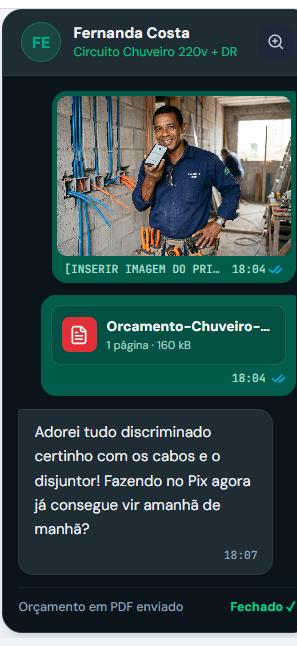 FE
Fernanda Costa
Circuito Chuveiro 220v + DR
[INSERIR IMAGEM DO PRI… 18:04
Orcamento-Chuveiro-...
1 página · 160 kB
18:04
Adorei tudo discriminado
certinho com os cabos e o
disjuntor! Fazendo no Pix agora
já consegue vir amanhã de
manhã?
18:07
Orçamento em PDF enviado Fechado ✓